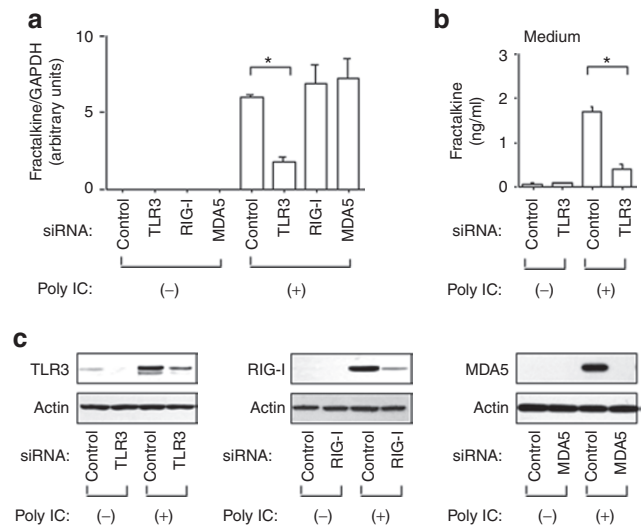 a
Fractalkine/GAPDH
(arbitrary units)
10
5
0
*
siRNA:
Control
TLR3
RIG-I
MDA5
Control
TLR3
RIG-I
MDA5
Poly IC:
(−)
(+)
b
Medium
Fractalkine
(ng/ml)
3
2
1
0
*
siRNA:
Control
TLR3
Control
TLR3
Poly IC:
(−)
(+)
c
TLR3
Actin
siRNA:
Control
TLR3
Control
TLR3
Poly IC:
(−)
(+)
RIG-I
Actin
siRNA:
Control
RIG-I
Control
RIG-I
Poly IC:
(−)
(+)
MDA5
Actin
siRNA:
Control
MDA5
Control
MDA5
Poly IC:
(−)
(+)